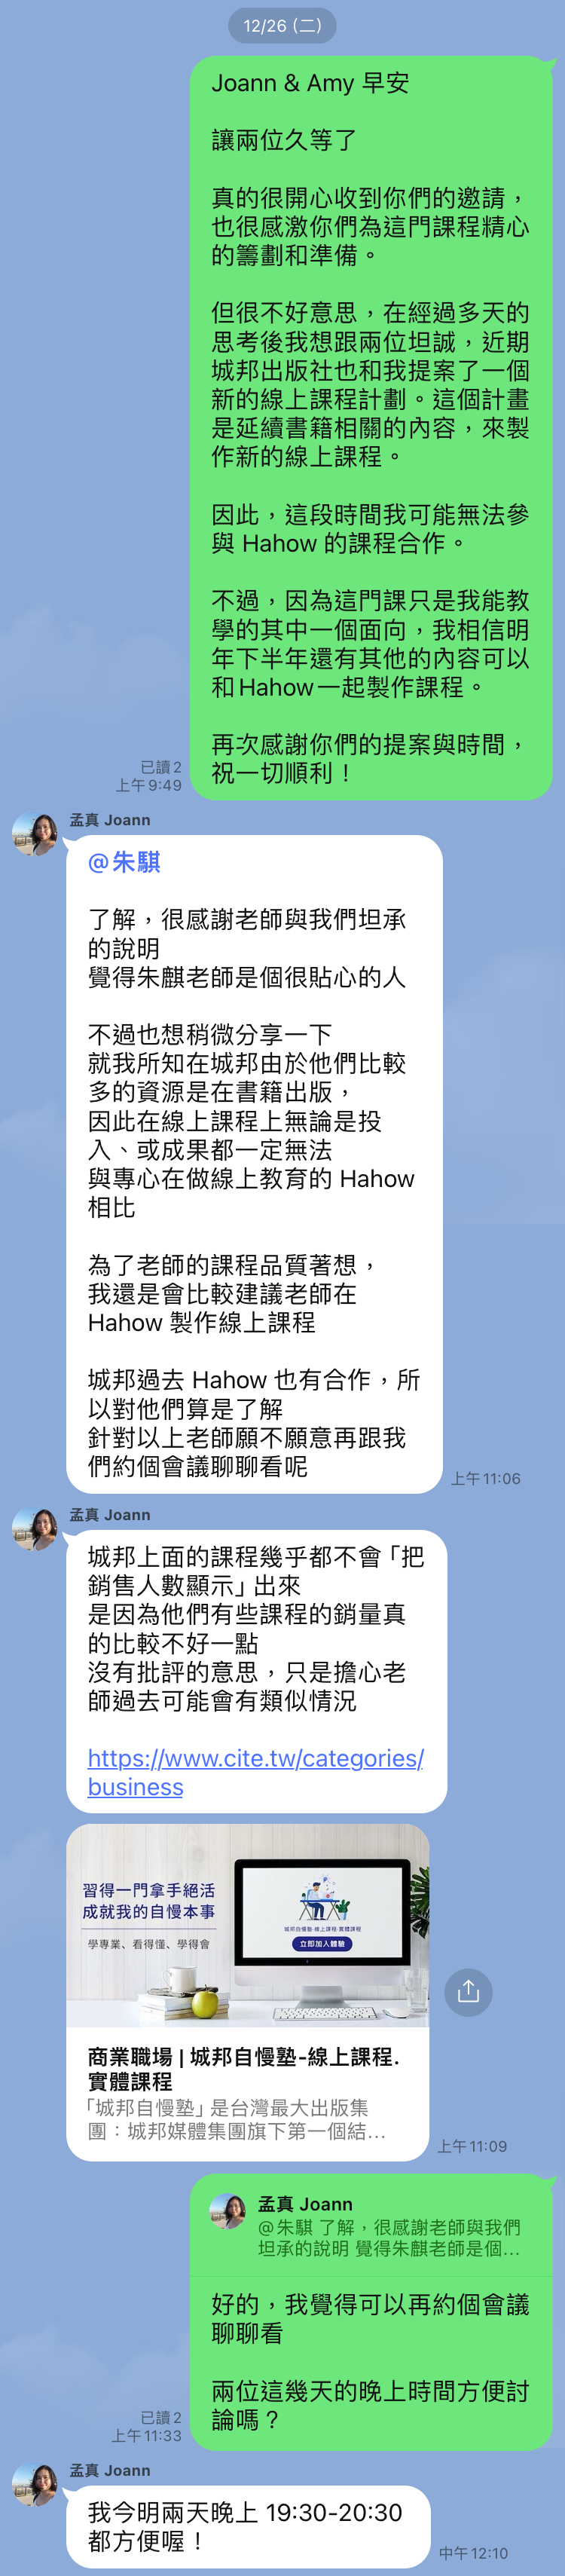 12/26 (二)
Joann & Amy 早安
讓兩位久等了
真的很開心收到你們的邀請，
也很感激你們為這門課程精心
的籌劃和準備。
但很不好意思，在經過多天的
思考後我想跟兩位坦誠，近期
城邦出版社也和我提案了一個
新的線上課程計劃。這個計畫
是延續書籍相關的內容，來製
作新的線上課程。
因此，這段時間我可能無法參
與 Hahow 的課程合作。
不過，因為這門課只是我能教
學的其中一個面向，我相信明
年下半年還有其他的內容可以
和 Hahow 一起製作課程。
再次感謝你們的提案與時間，
祝一切順利！
已讀 2
上午 9:49
孟真 Joann
@朱騏
了解，很感謝老師與我們坦承
的說明
覺得朱麒老師是個很貼心的人
不過也想稍微分享一下
就我所知在城邦由於他們比較
多的資源是在書籍出版，
因此在線上課程上無論是投
入、或成果都一定無法
與專心在做線上教育的 Hahow
相比
為了老師的課程品質著想，
我還是會比較建議老師在
Hahow 製作線上課程
城邦過去 Hahow 也有合作，所
以對他們算是了解
針對以上老師願不願意再跟我
們約個會議聊聊看呢
上午 11:06
孟真 Joann
城邦上面的課程幾乎都不會「把
銷售人數顯示」出來
是因為他們有些課程的銷量真
的比較不好一點
沒有批評的意思，只是擔心老
師過去可能會有類似情況
https://www.cite.tw/categories/
business
習得一門拿手絕活
成就我的自慢本事
學專業、看得懂、學得會
城邦自慢塾-線上課程.實體課程
立即加入體驗
商業職場 | 城邦自慢塾-線上課程.
實體課程
「城邦自慢塾」是台灣最大出版集
團：城邦媒體集團旗下第一個結...
上午 11:09
孟真 Joann
@朱騏 了解，很感謝老師與我們
坦承的說明 覺得朱麒老師是個...
好的，我覺得可以再約個會議
聊聊看
兩位這幾天的晚上時間方便討
論嗎？
已讀 2
上午 11:33
孟真 Joann
我今明兩天晚上 19:30-20:30
都方便喔！
中午 12:10